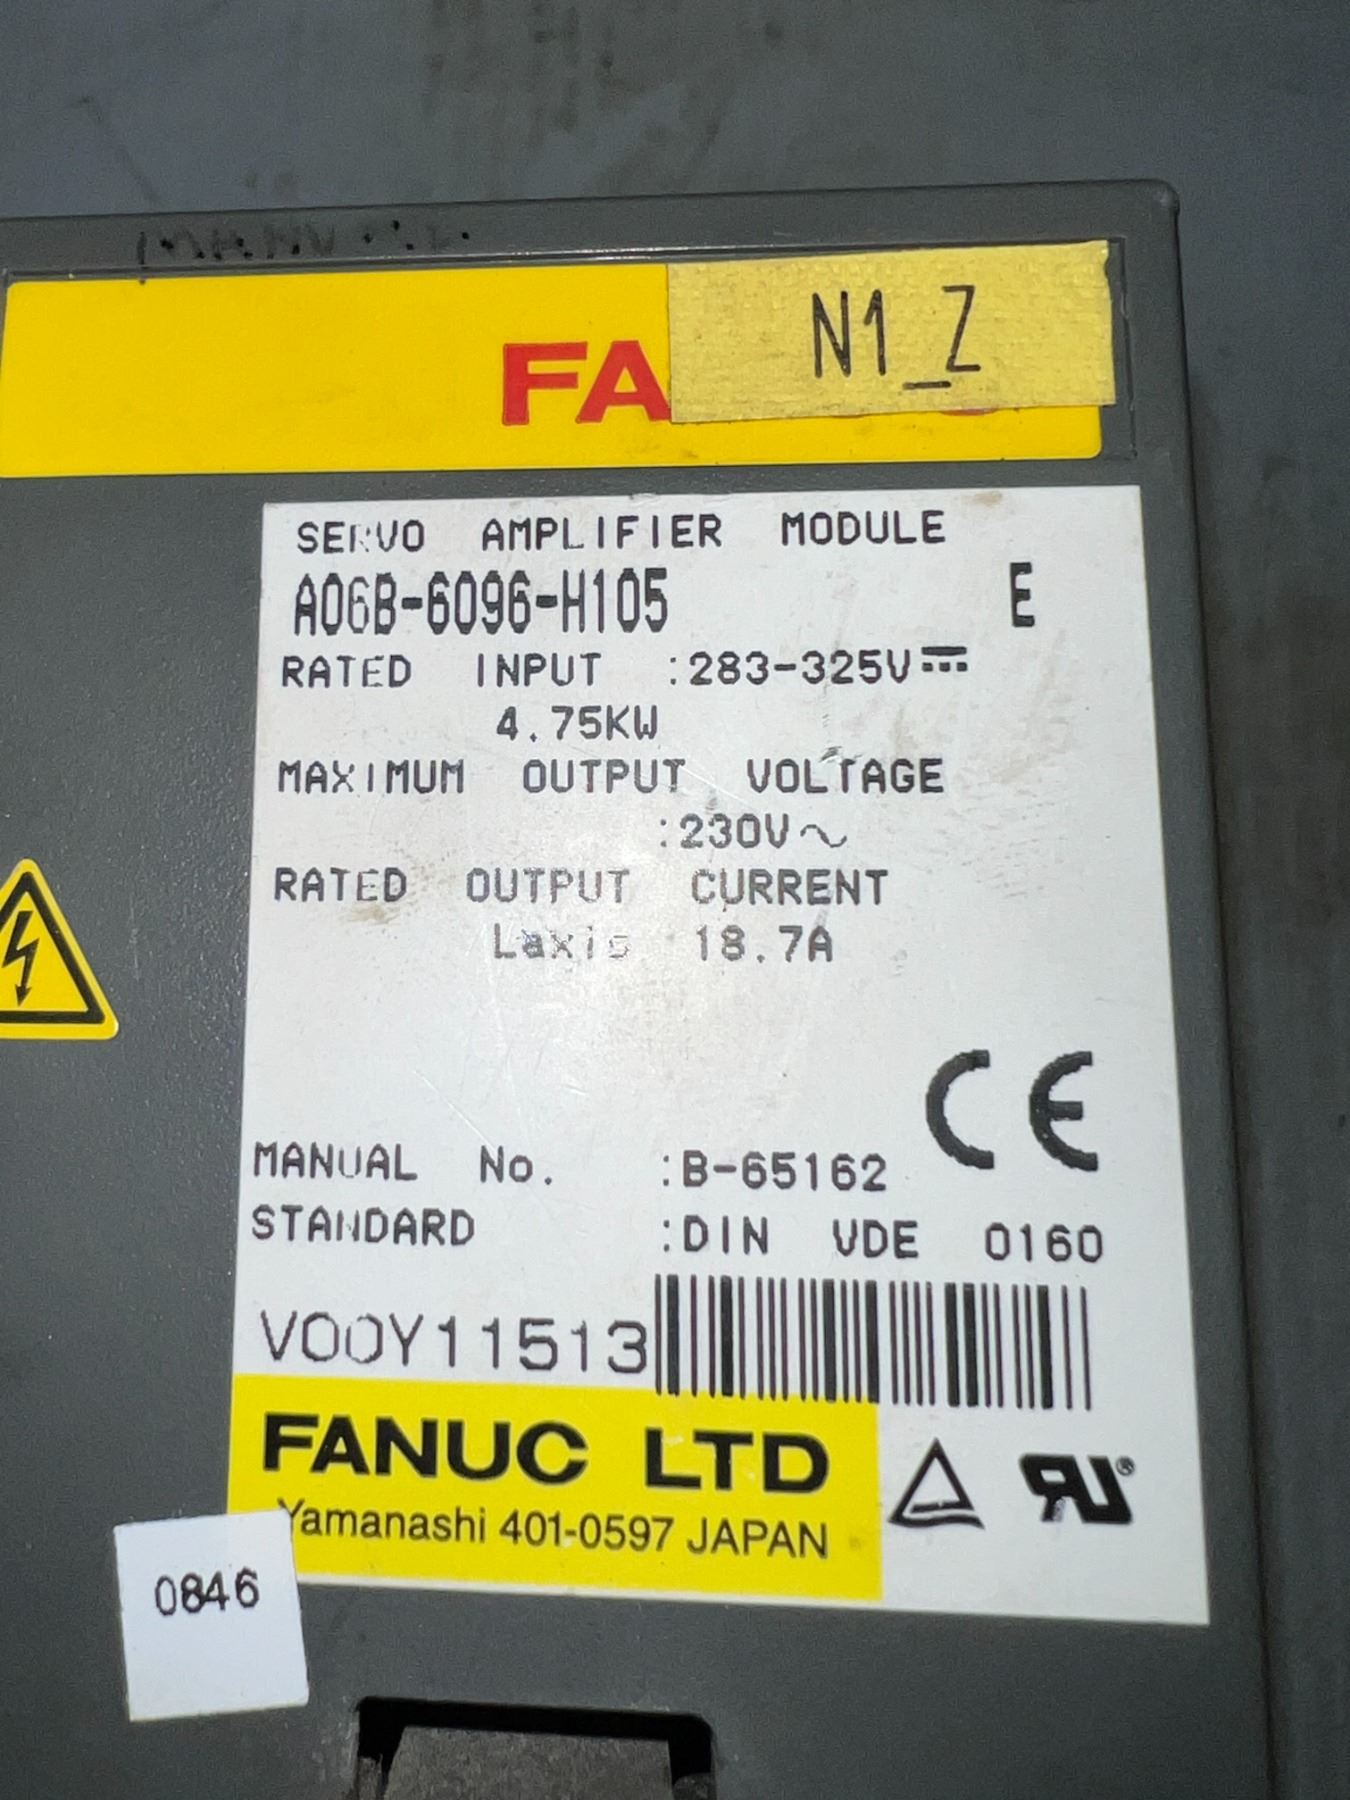 FA
N1_Z
SERVO AMPLIFIER MODULE
A06B-6096-H105 E
RATED INPUT :283-325V⎓
4.75KW
MAXIMUM OUTPUT VOLTAGE
:230V～
RATED OUTPUT CURRENT
Laxis :18.7A
CE
MANUAL No. :B-65162
STANDARD :DIN VDE 0160
V00Y11513
FANUC LTD
Yamanashi 401-0597 JAPAN
0846